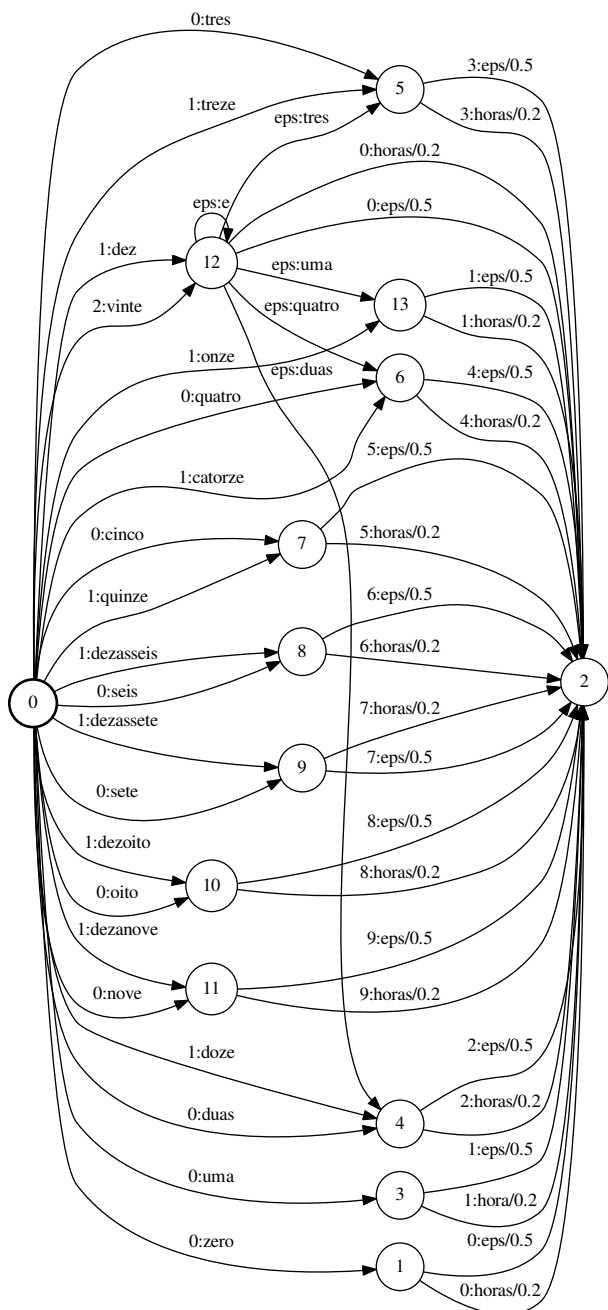 0:tres
3:eps/0.5
5
1:treze
3:horas/0.2
eps:tres
0:horas/0.2
eps:e
0:eps/0.5
1:dez
12
eps:uma
1:eps/0.5
2:vinte
13
eps:quatro
1:horas/0.2
1:onze
eps:duas
4:eps/0.5
6
0:quatro
4:horas/0.2
5:eps/0.5
1:catorze
0:cinco
5:horas/0.2
7
1:quinze
6:eps/0.5
1:dezasseis
6:horas/0.2
8
0:seis
2
0
7:horas/0.2
1:dezassete
7:eps/0.5
9
0:sete
8:eps/0.5
1:dezoito
8:horas/0.2
10
0:oito
1:dezanove
9:eps/0.5
11
0:nove
9:horas/0.2
2:eps/0.5
1:doze
2:horas/0.2
4
0:duas
1:eps/0.5
0:uma
3
1:hora/0.2
0:eps/0.5
0:zero
1
0:horas/0.2